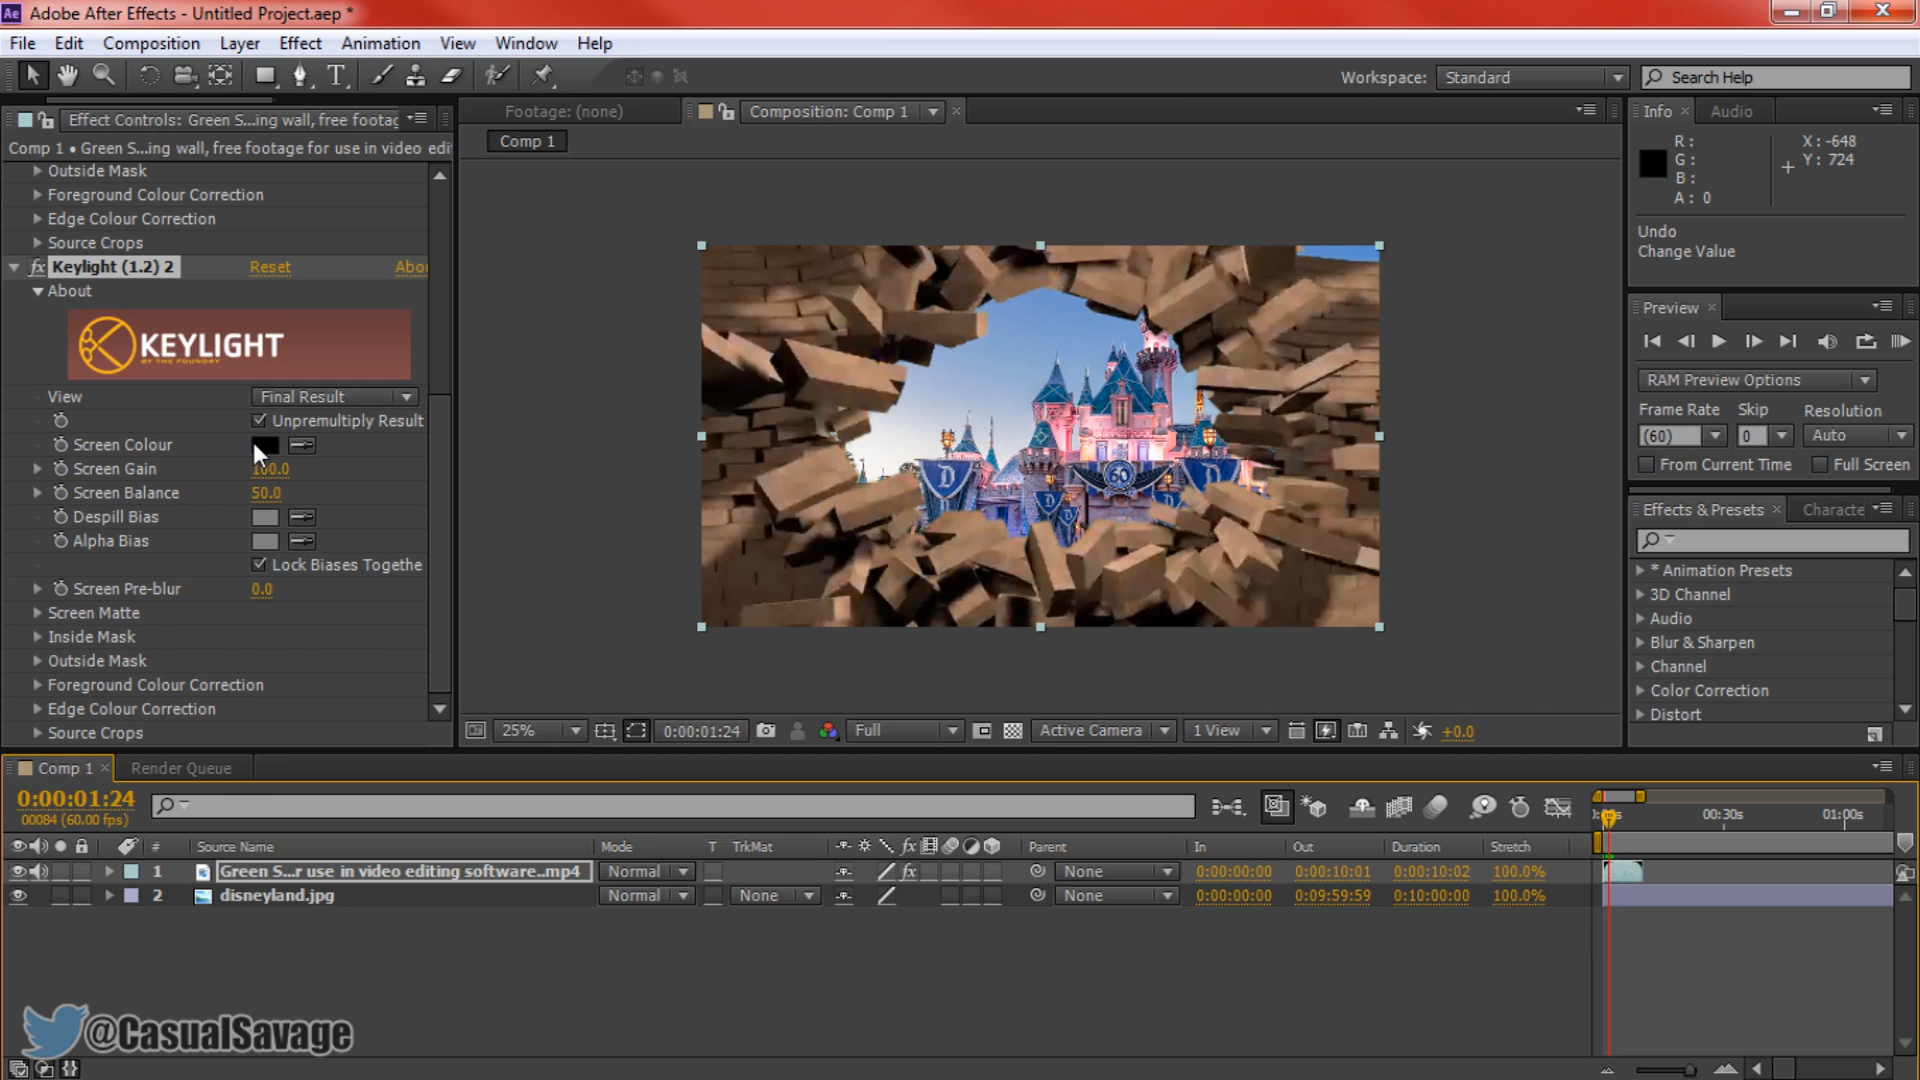 Ae Adobe After Effects - Untitled Project.aep *
File Edit Composition Layer Effect Animation View Window Help
Workspace: Standard Search Help
Effect Controls: Green S...ing wall, free footag
Footage: (none) Composition: Comp 1
Info Audio
Comp 1 • Green S...ing wall, free footage for use in video edi
Comp 1
R :
G :
B :
A : 0
X : -648
Y : 724
Undo
Change Value
Outside Mask
Foreground Colour Correction
Edge Colour Correction
Source Crops
fx Keylight (1.2) 2 Reset Abou
About
KEYLIGHT
BY THE FOUNDRY
View Final Result
Unpremultiply Result
Screen Colour
Screen Gain 100.0
Screen Balance 50.0
Despill Bias
Alpha Bias
Lock Biases Togethe
Screen Pre-blur 0.0
Screen Matte
Inside Mask
Outside Mask
Foreground Colour Correction
Edge Colour Correction
Source Crops
D
60
D
D
D
D
Preview
RAM Preview Options
Frame Rate Skip Resolution
(60) 0 Auto
From Current Time Full Screen
Effects & Presets Characte
* Animation Presets
3D Channel
Audio
Blur & Sharpen
Channel
Color Correction
Distort
25% 0:00:01:24 Full Active Camera 1 View +0.0
Comp 1 Render Queue
0:00:01:24
00084 (60.00 fps)
00:30s 01:00s
# Source Name Mode T TrkMat fx Parent In Out Duration Stretch
1 Green S...r use in video editing software..mp4 Normal fx None 0:00:00:00 0:00:10:01 0:00:10:02 100.0%
2 disneyland.jpg Normal None None 0:00:00:00 0:09:59:59 0:10:00:00 100.0%
@CasualSavage